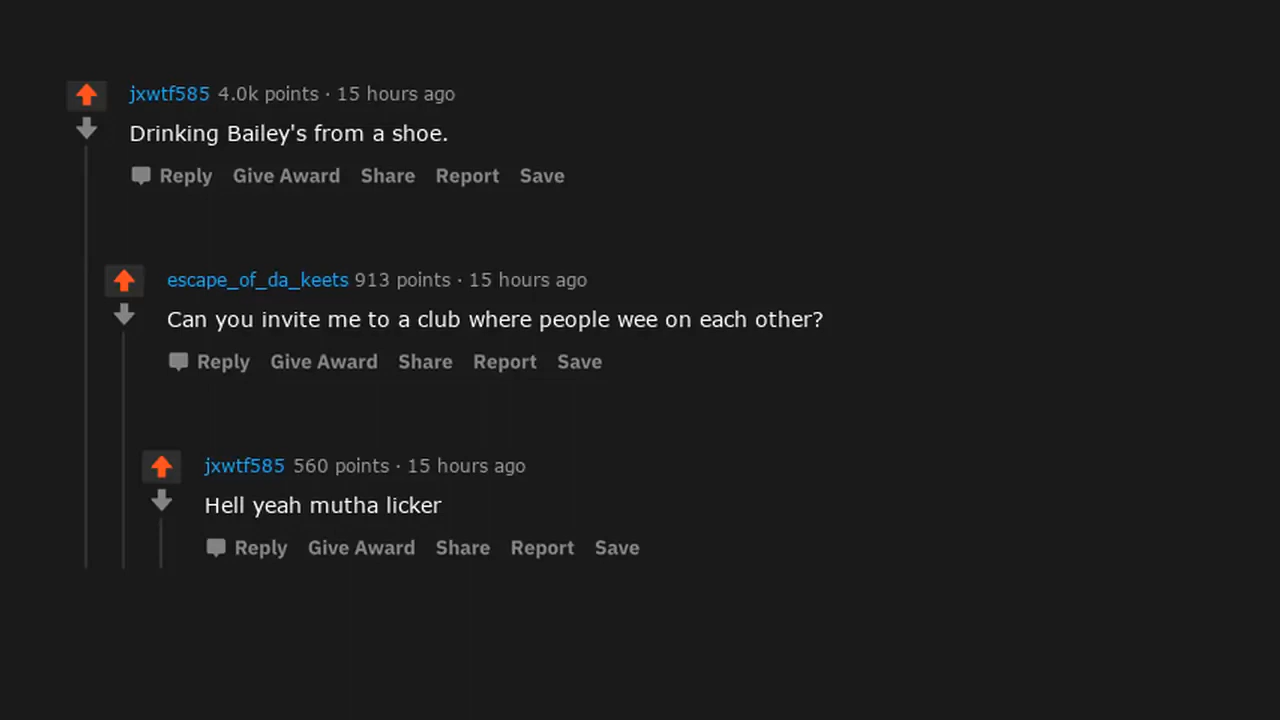 jxwtf585 4.0k points · 15 hours ago
Drinking Bailey's from a shoe.
Reply Give Award Share Report Save
escape_of_da_keets 913 points · 15 hours ago
Can you invite me to a club where people wee on each other?
Reply Give Award Share Report Save
jxwtf585 560 points · 15 hours ago
Hell yeah mutha licker
Reply Give Award Share Report Save